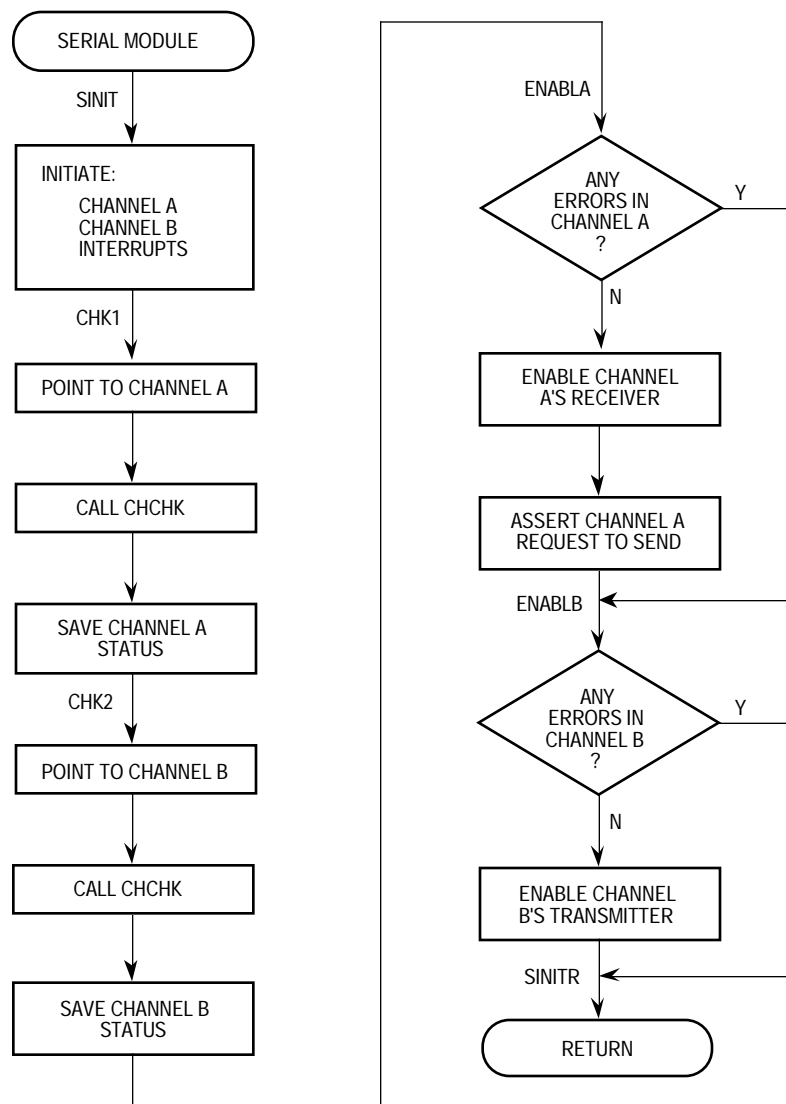 SERIAL MODULE
SINIT
INITIATE:
CHANNEL A
CHANNEL B
INTERRUPTS
CHK1
POINT TO CHANNEL A
CALL CHCHK
SAVE CHANNEL A
STATUS
CHK2
POINT TO CHANNEL B
CALL CHCHK
SAVE CHANNEL B
STATUS
ENABLA
ANY
ERRORS IN
CHANNEL A
?
Y
N
ENABLE CHANNEL
A'S RECEIVER
ASSERT CHANNEL A
REQUEST TO SEND
ENABLB
ANY
ERRORS IN
CHANNEL B
?
Y
N
ENABLE CHANNEL
B'S TRANSMITTER
SINITR
RETURN